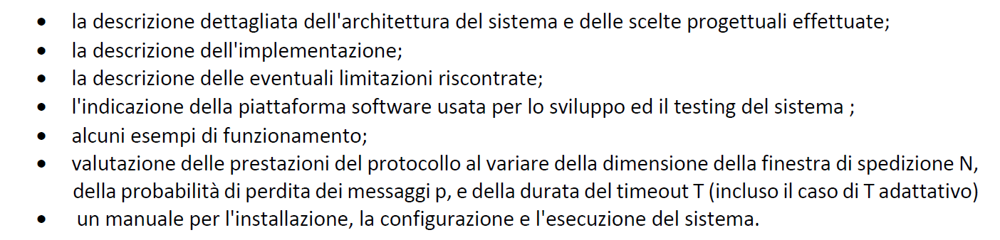 • la descrizione dettagliata dell'architettura del sistema e delle scelte progettuali effettuate;
• la descrizione dell'implementazione;
• la descrizione delle eventuali limitazioni riscontrate;
• l'indicazione della piattaforma software usata per lo sviluppo ed il testing del sistema ;
• alcuni esempi di funzionamento;
• valutazione delle prestazioni del protocollo al variare della dimensione della finestra di spedizione N,
della probabilità di perdita dei messaggi p, e della durata del timeout T (incluso il caso di T adattativo)
• un manuale per l'installazione, la configurazione e l'esecuzione del sistema.